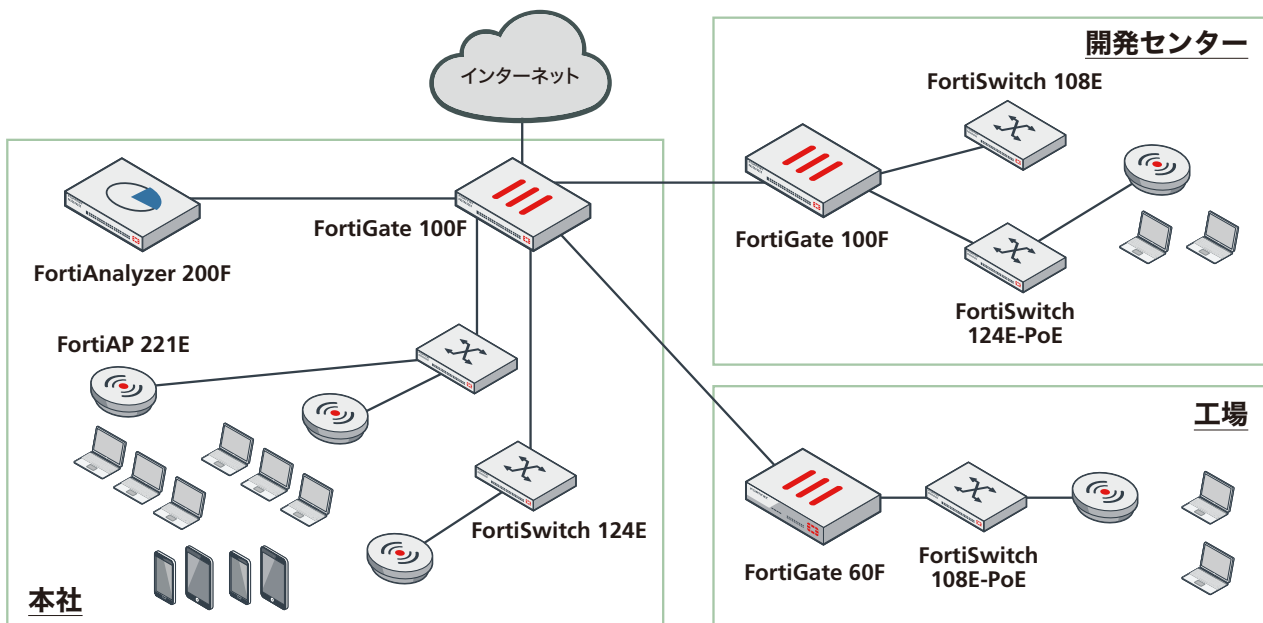 インターネット
FortiGate 100F
FortiAnalyzer 200F
FortiAP 221E
FortiSwitch 124E
本社
開発センター
FortiSwitch 108E
FortiGate 100F
FortiSwitch
124E-PoE
工場
FortiGate 60F
FortiSwitch
108E-PoE